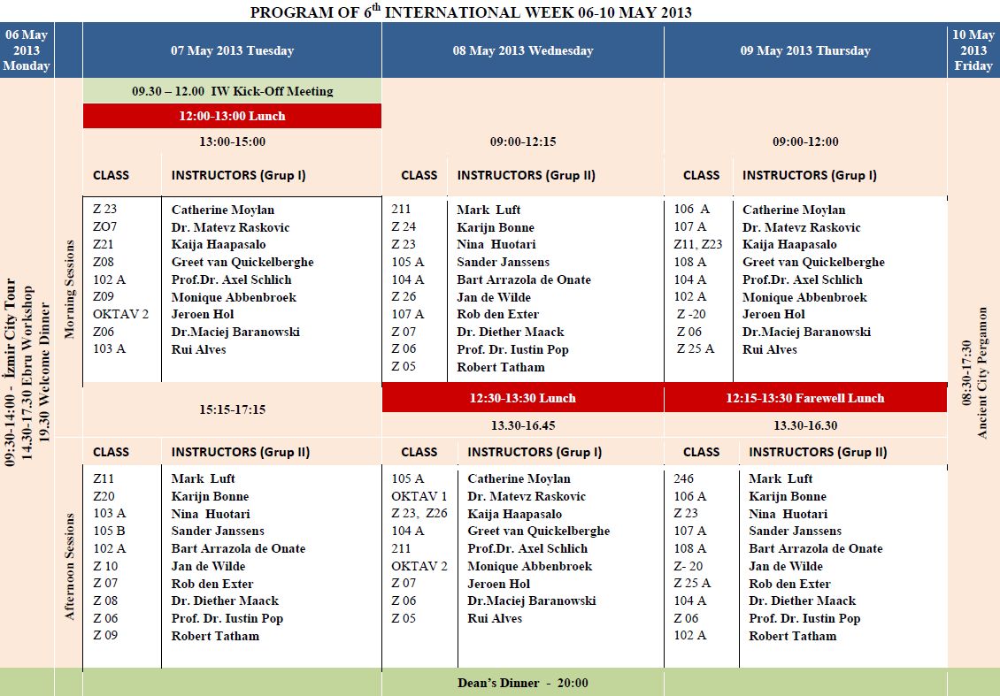 PROGRAM OF 6th INTERNATIONAL WEEK 06-10 MAY 2013
06 May
2013
Monday
07 May 2013 Tuesday
08 May 2013 Wednesday
09 May 2013 Thursday
10 May
2013
Friday
09:30-14:00 - İzmir City Tour
14.30-17.30 Ebru Workshop
19.30 Welcome Dinner
Morning Sessions
09.30 – 12.00 IW Kick-Off Meeting
12:00-13:00 Lunch
13:00-15:00
CLASS INSTRUCTORS (Grup I)
Z 23 Catherine Moylan
ZO7 Dr. Matevz Raskovic
Z21 Kaija Haapasalo
Z08 Greet van Quickelberghe
102 A Prof.Dr. Axel Schlich
Z09 Monique Abbenbroek
OKTAV 2 Jeroen Hol
Z06 Dr.Maciej Baranowski
103 A Rui Alves
09:00-12:15
CLASS INSTRUCTORS (Grup II)
211 Mark Luft
Z 24 Karijn Bonne
Z 23 Nina Huotari
105 A Sander Janssens
104 A Bart Arrazola de Onate
Z 26 Jan de Wilde
107 A Rob den Exter
Z 07 Dr. Diether Maack
Z 06 Prof. Dr. Iustin Pop
Z 05 Robert Tatham
12:30-13:30 Lunch
09:00-12:00
CLASS INSTRUCTORS (Grup I)
106 A Catherine Moylan
107 A Dr. Matevz Raskovic
Z11, Z23 Kaija Haapasalo
108 A Greet van Quickelberghe
104 A Prof.Dr. Axel Schlich
102 A Monique Abbenbroek
Z -20 Jeroen Hol
Z 06 Dr.Maciej Baranowski
Z 25 A Rui Alves
12:15-13:30 Farewell Lunch
Afternoon Sessions
15:15-17:15
CLASS INSTRUCTORS (Grup II)
Z11 Mark Luft
Z20 Karijn Bonne
103 A Nina Huotari
105 B Sander Janssens
102 A Bart Arrazola de Onate
Z 10 Jan de Wilde
Z 07 Rob den Exter
Z 08 Dr. Diether Maack
Z 06 Prof. Dr. Iustin Pop
Z 09 Robert Tatham
13.30-16.45
CLASS INSTRUCTORS (Grup I)
105 A Catherine Moylan
OKTAV 1 Dr. Matevz Raskovic
Z 23, Z26 Kaija Haapasalo
104 A Greet van Quickelberghe
211 Prof.Dr. Axel Schlich
OKTAV 2 Monique Abbenbroek
Z 07 Jeroen Hol
Z 06 Dr.Maciej Baranowski
Z 05 Rui Alves
13.30-16.30
CLASS INSTRUCTORS (Grup II)
246 Mark Luft
106 A Karijn Bonne
Z 23 Nina Huotari
107 A Sander Janssens
108 A Bart Arrazola de Onate
Z- 20 Jan de Wilde
Z 25 A Rob den Exter
104 A Dr. Diether Maack
Z 06 Prof. Dr. Iustin Pop
102 A Robert Tatham
08:30-17:30
Ancient City Pergamon
Dean's Dinner - 20:00